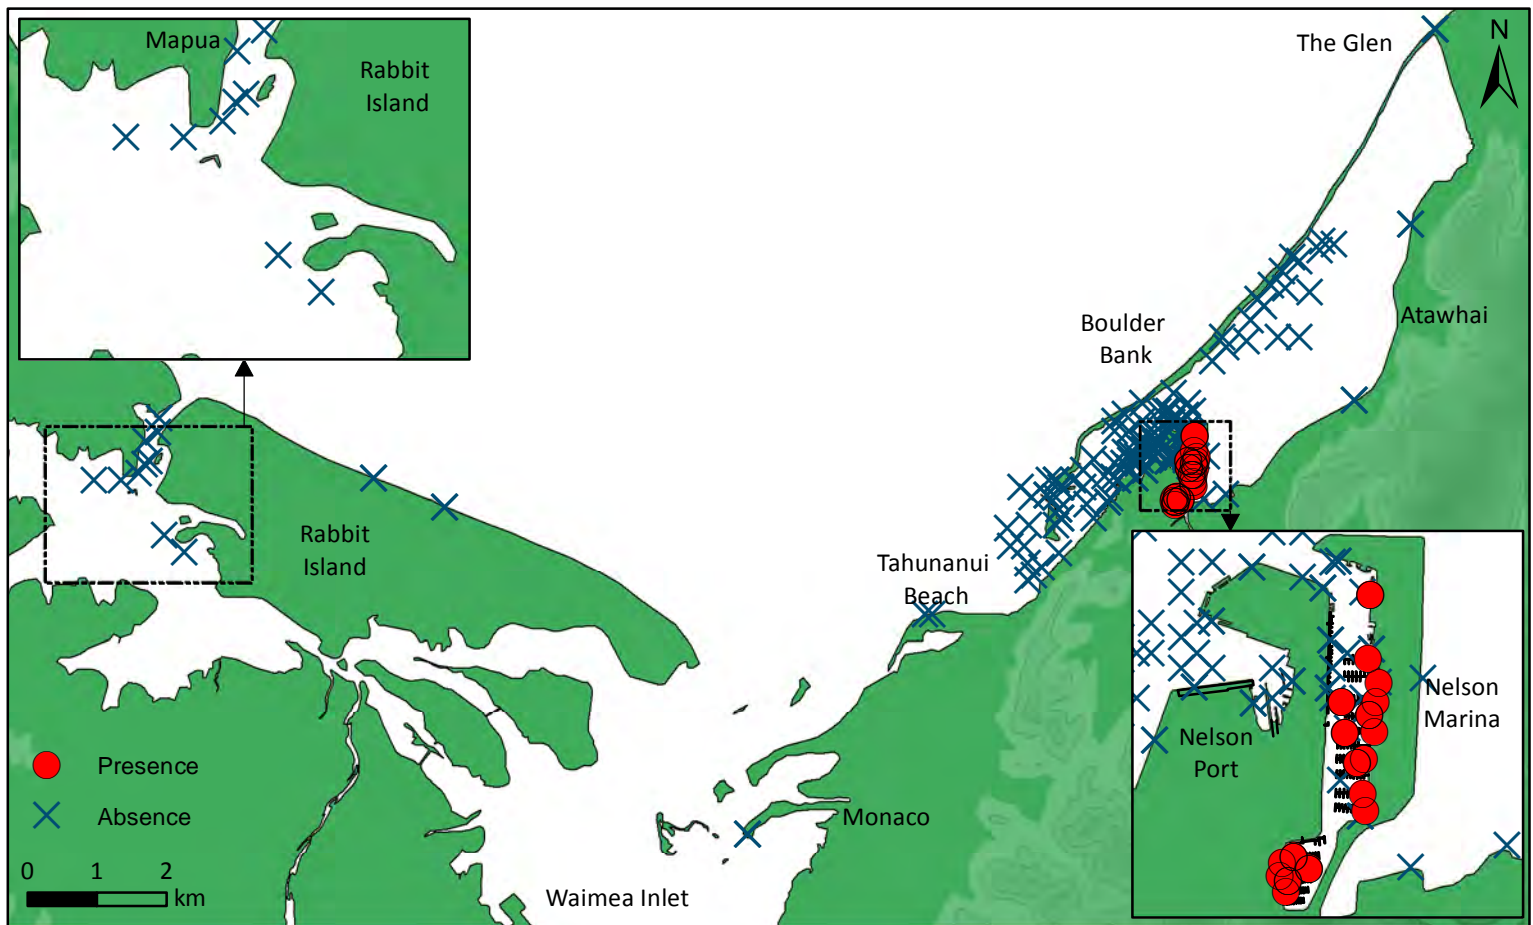 Mapua
Rabbit
Island
The Glen
N
Boulder
Bank
Atawhai
Rabbit
Island
Tahunanui
Beach
Nelson
Marina
Nelson
Port
Presence
Absence
Monaco
0 1 2
km
Waimea Inlet